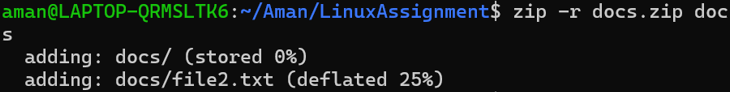 aman@LAPTOP-QRMSLTK6:~/Aman/LinuxAssignment$ zip -r docs.zip doc
s
  adding: docs/ (stored 0%)
  adding: docs/file2.txt (deflated 25%)